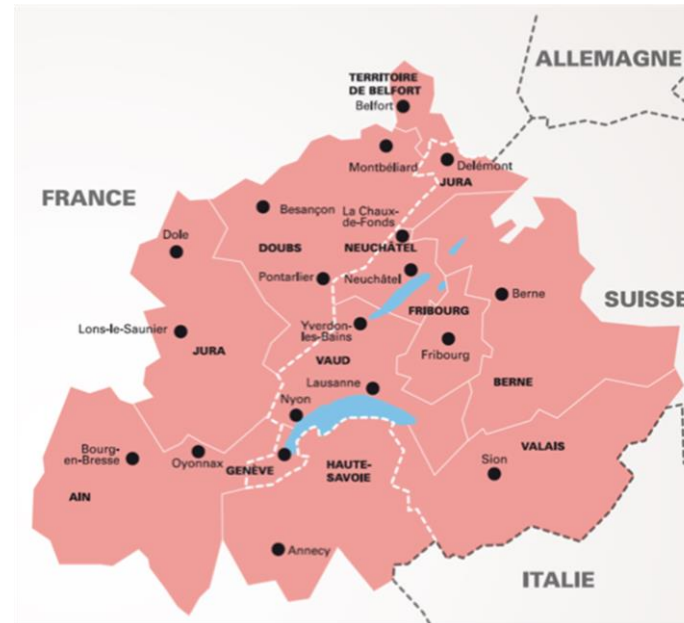 ALLEMAGNE
TERRITOIRE
DE BELFORT
Belfort
Montbéliard
Delémont
JURA
FRANCE
Besançon
La Chaux-
de-Fonds
Dole
DOUBS
NEUCHÂTEL
Pontarlier
Neuchâtel
Berne
SUISSE
FRIBOURG
Lons-le-Saunier
Yverdon-
les-Bains
JURA
Fribourg
VAUD
Lausanne
BERNE
Nyon
VALAIS
Bourg-
en-Bresse
Oyonnax
GENÈVE
HAUTE-
SAVOIE
Sion
AIN
Annecy
ITALIE